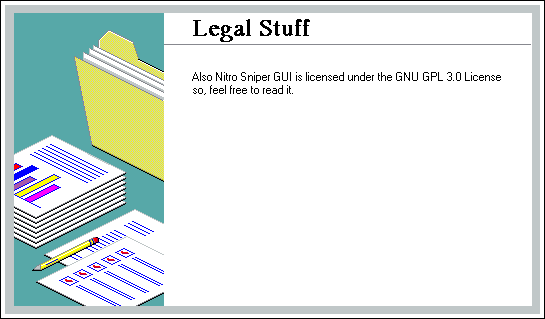 Legal Stuff
Also Nitro Sniper GUI is licensed under the GNU GPL 3.0 License
so, feel free to read it.